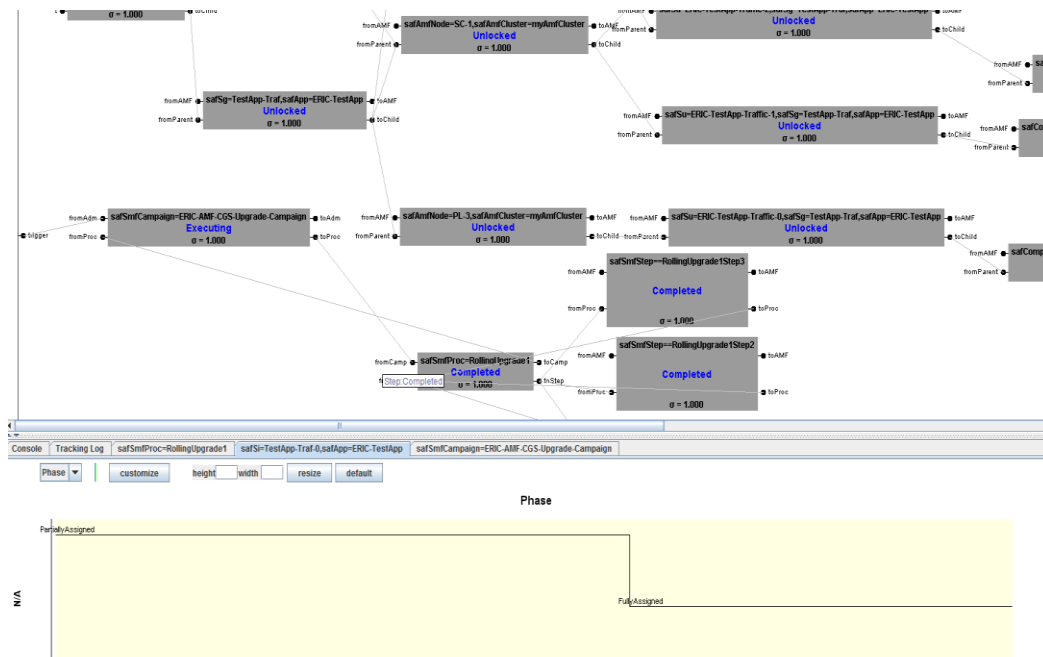 σ = 1.000
toChild
fromAMF safAmfNode=SC-1,safAmfCluster=myAmfCluster toAMF
Unlocked
fromParent toChild
σ = 1.000
Unlocked
toChild
σ = 1.000
fromAMF
fromParent
fromAMF safSg=TestApp-Traf,safApp=ERIC-TestApp toAMF
Unlocked
fromParent toChild
σ = 1.000
fromAMF safSu=ERIC-TestApp-Traffic-1,safSg=TestApp-Traf,safApp=ERIC-TestApp toAMF
Unlocked
toChild
fromParent
σ = 1.000
fromAMF safCo
fromParent
trigger
fromAdm safSmfCampaign=ERIC-AMF-CGS-Upgrade-Campaign toAdm
Executing
fromProc toProc
σ = 1.000
fromAMF safAmfNode=PL-3,safAmfCluster=myAmfCluster toAMF
Unlocked
fromParent toChild
σ = 1.000
fromAMF safSu=ERIC-TestApp-Traffic-0,safSg=TestApp-Traf,safApp=ERIC-TestApp toAMF
Unlocked
fromParent toChild
σ = 1.000
fromAMF safComp
fromParent
safSmfStep==RollingUpgrade1Step3
fromAMF toAMF
Completed
fromProc toProc
σ = 1.000
fromCamp safSmfProc=RollingUpgrade1 toCamp
Completed
Step:Completed toStep
σ = 1.000
safSmfStep==RollingUpgrade1Step2
fromAMF toAMF
Completed
fromProc toProc
σ = 1.000
Console Tracking Log safSmfProc=RollingUpgrade1 safSi=TestApp-Traf-0,safApp=ERIC-TestApp safSmfCampaign=ERIC-AMF-CGS-Upgrade-Campaign
Phase customize height width resize default
Phase
PartiallyAssigned
FullyAssigned
N/A